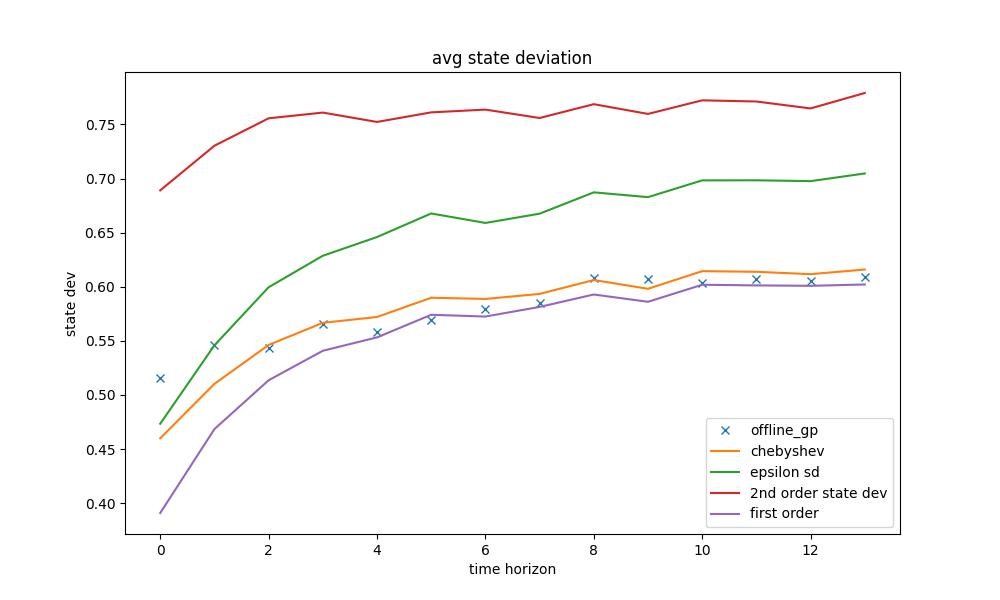 avg state deviation
state dev
0.75
0.70
0.65
0.60
0.55
0.50
0.45
0.40
offline_gp
chebyshev
epsilon sd
2nd order state dev
first order
0 2 4 6 8 10 12
time horizon